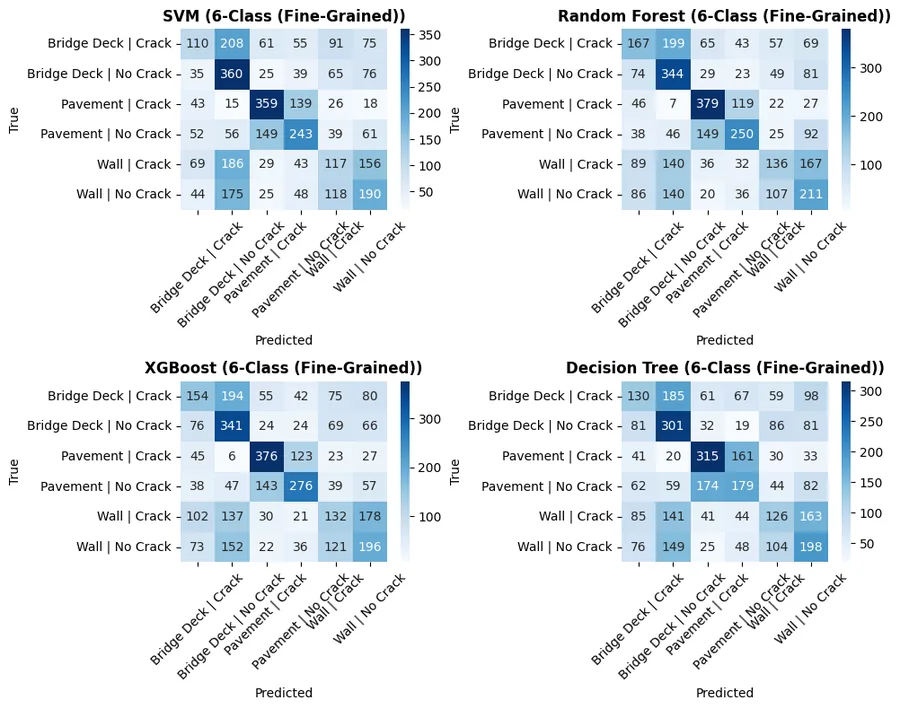 SVM (6-Class (Fine-Grained))
True
Bridge Deck | Crack 110 208 61 55 91 75
Bridge Deck | No Crack 35 360 25 39 65 76
Pavement | Crack 43 15 359 139 26 18
Pavement | No Crack 52 56 149 243 39 61
Wall | Crack 69 186 29 43 117 156
Wall | No Crack 44 175 25 48 118 190
Bridge Deck | Crack
Bridge Deck | No Crack
Pavement | Crack
Pavement | No Crack
Wall | Crack
Wall | No Crack
Predicted
350
300
250
200
150
100
50
Random Forest (6-Class (Fine-Grained))
True
Bridge Deck | Crack 167 199 65 43 57 69
Bridge Deck | No Crack 74 344 29 23 49 81
Pavement | Crack 46 7 379 119 22 27
Pavement | No Crack 38 46 149 250 25 92
Wall | Crack 89 140 36 32 136 167
Wall | No Crack 86 140 20 36 107 211
Bridge Deck | Crack
Bridge Deck | No Crack
Pavement | Crack
Pavement | No Crack
Wall | Crack
Wall | No Crack
Predicted
300
200
100
XGBoost (6-Class (Fine-Grained))
True
Bridge Deck | Crack 154 194 55 42 75 80
Bridge Deck | No Crack 76 341 24 24 69 66
Pavement | Crack 45 6 376 123 23 27
Pavement | No Crack 38 47 143 276 39 57
Wall | Crack 102 137 30 21 132 178
Wall | No Crack 73 152 22 36 121 196
Bridge Deck | Crack
Bridge Deck | No Crack
Pavement | Crack
Pavement | No Crack
Wall | Crack
Wall | No Crack
Predicted
300
200
100
Decision Tree (6-Class (Fine-Grained))
True
Bridge Deck | Crack 130 185 61 67 59 98
Bridge Deck | No Crack 81 301 32 19 86 81
Pavement | Crack 41 20 315 161 30 33
Pavement | No Crack 62 59 174 179 44 82
Wall | Crack 85 141 41 44 126 163
Wall | No Crack 76 149 25 48 104 198
Bridge Deck | Crack
Bridge Deck | No Crack
Pavement | Crack
Pavement | No Crack
Wall | Crack
Wall | No Crack
Predicted
300
250
200
150
100
50